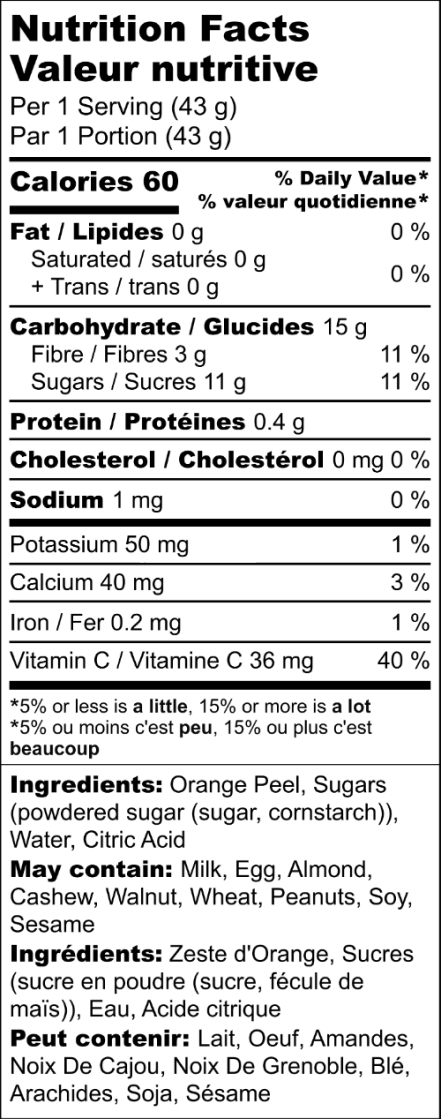 Nutrition Facts
Valeur nutritive
Per 1 Serving (43 g)
Par 1 Portion (43 g)
Calories 60
% Daily Value*
% valeur quotidienne*
Fat / Lipides 0 g 0 %
Saturated / saturés 0 g
+ Trans / trans 0 g
0 %
Carbohydrate / Glucides 15 g
Fibre / Fibres 3 g 11 %
Sugars / Sucres 11 g 11 %
Protein / Protéines 0.4 g
Cholesterol / Cholestérol 0 mg 0 %
Sodium 1 mg 0 %
Potassium 50 mg 1 %
Calcium 40 mg 3 %
Iron / Fer 0.2 mg 1 %
Vitamin C / Vitamine C 36 mg 40 %
*5% or less is a little, 15% or more is a lot
*5% ou moins c'est peu, 15% ou plus c'est
beaucoup
Ingredients: Orange Peel, Sugars
(powdered sugar (sugar, cornstarch)),
Water, Citric Acid
May contain: Milk, Egg, Almond,
Cashew, Walnut, Wheat, Peanuts, Soy,
Sesame
Ingrédients: Zeste d'Orange, Sucres
(sucre en poudre (sucre, fécule de
maïs)), Eau, Acide citrique
Peut contenir: Lait, Oeuf, Amandes,
Noix De Cajou, Noix De Grenoble, Blé,
Arachides, Soja, Sésame